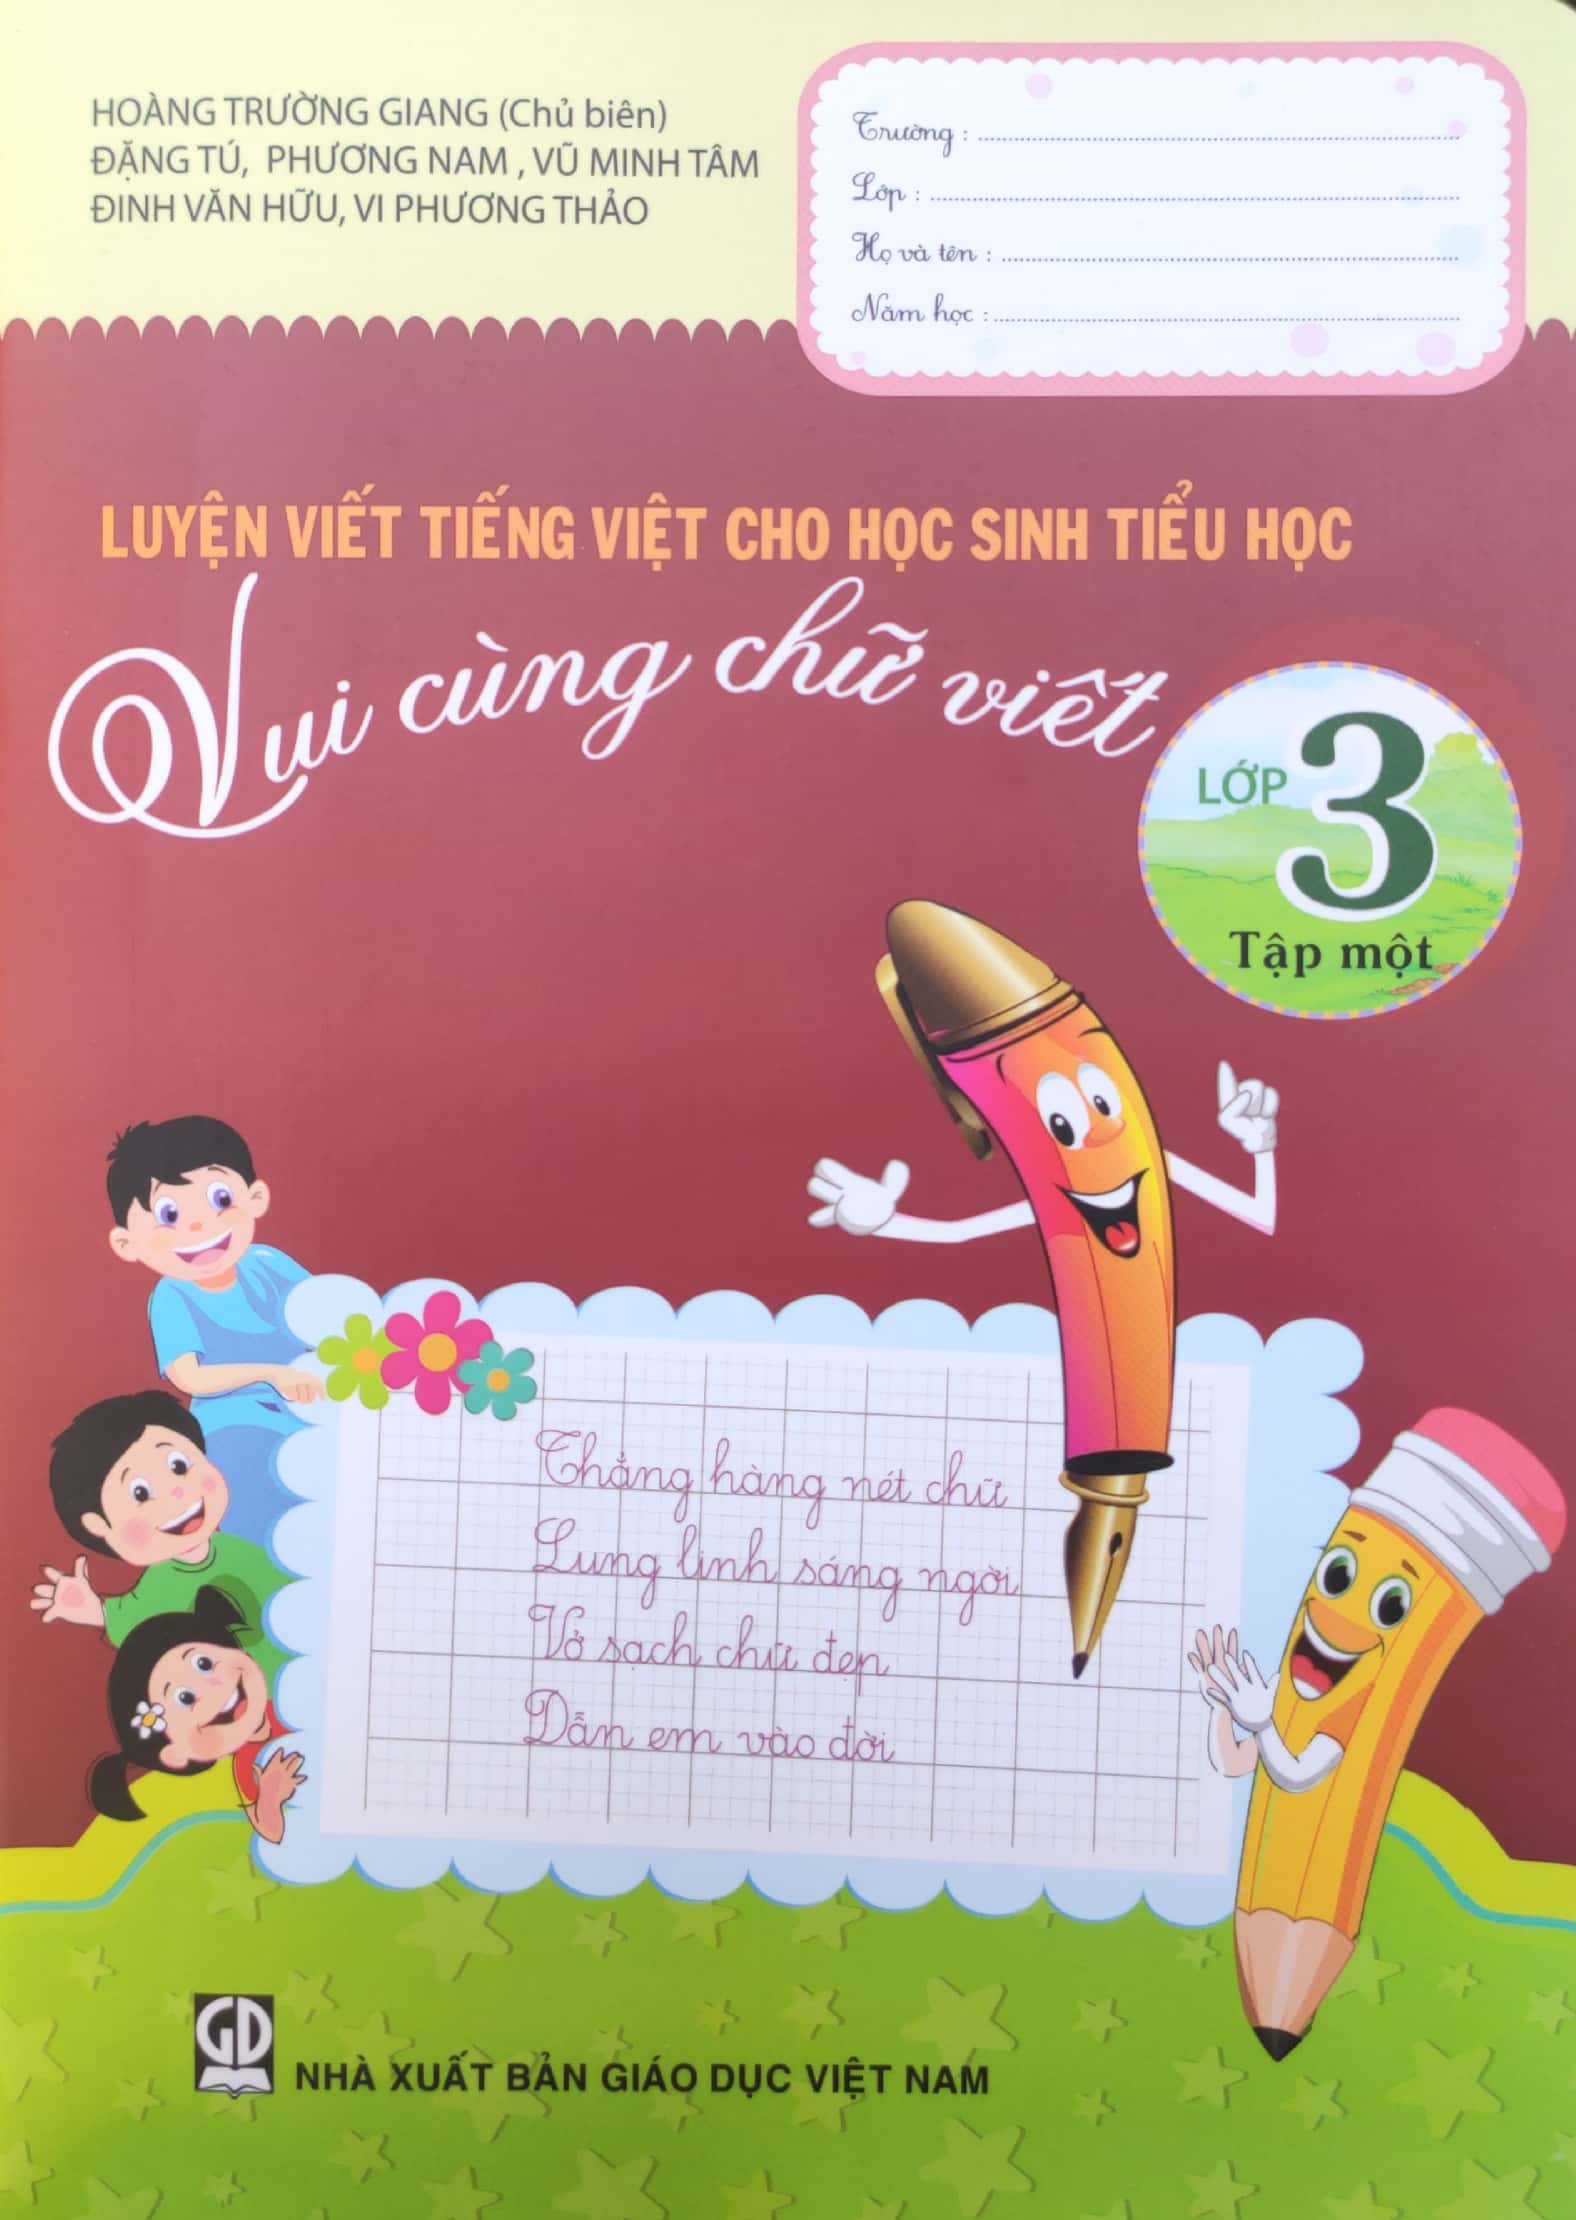 HOÀNG TRƯỜNG GIANG (Chủ biên)
ĐẶNG TÚ, PHƯƠNG NAM , VŨ MINH TÂM
ĐINH VĂN HỮU, VI PHƯƠNG THẢO
Trường :
Lớp :
Họ và tên :
Năm học :
LUYỆN VIẾT TIẾNG VIỆT CHO HỌC SINH TIỂU HỌC
Vui cùng chữ viết
LỚP 3
Tập một
Thẳng hàng nét chữ
Lung linh sáng ngời
Vở sạch chữ đẹp
Dẫn em vào đời
GD
NHÀ XUẤT BẢN GIÁO DỤC VIỆT NAM